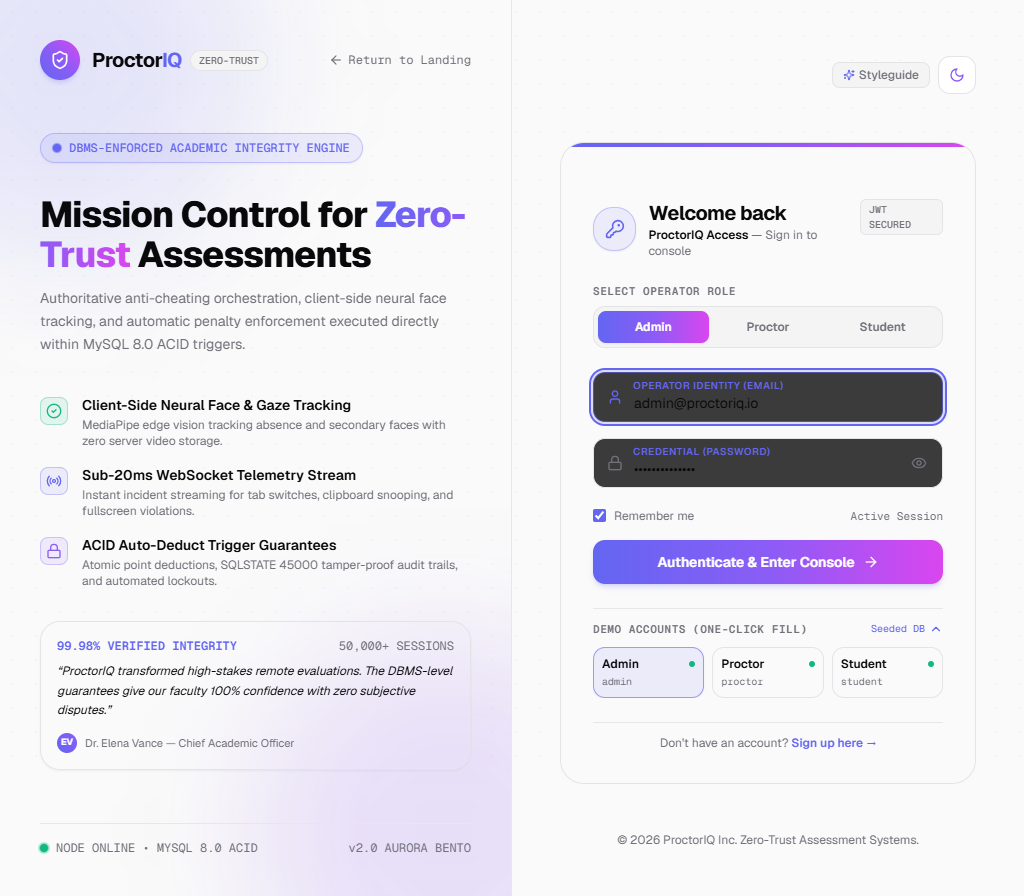 ProctorIQ ZERO-TRUST
← Return to Landing
DBMS-ENFORCED ACADEMIC INTEGRITY ENGINE
Mission Control for Zero-
Trust Assessments
Authoritative anti-cheating orchestration, client-side neural face
tracking, and automatic penalty enforcement executed directly
within MySQL 8.0 ACID triggers.
Client-Side Neural Face & Gaze Tracking
MediaPipe edge vision tracking absence and secondary faces with
zero server video storage.
Sub-20ms WebSocket Telemetry Stream
Instant incident streaming for tab switches, clipboard snooping, and
fullscreen violations.
ACID Auto-Deduct Trigger Guarantees
Atomic point deductions, SQLSTATE 45000 tamper-proof audit trails,
and automated lockouts.
99.98% VERIFIED INTEGRITY
50,000+ SESSIONS
“ProctorIQ transformed high-stakes remote evaluations. The DBMS-level
guarantees give our faculty 100% confidence with zero subjective
disputes.”
EV Dr. Elena Vance — Chief Academic Officer
NODE ONLINE • MYSQL 8.0 ACID
v2.0 AURORA BENTO
Styleguide
Welcome back
ProctorIQ Access — Sign in to
console
JWT
SECURED
SELECT OPERATOR ROLE
Admin
Proctor
Student
OPERATOR IDENTITY (EMAIL)
admin@proctoriq.io
CREDENTIAL (PASSWORD)
••••••••••••••
Remember me
Active Session
Authenticate & Enter Console →
DEMO ACCOUNTS (ONE-CLICK FILL)
Seeded DB
Admin
admin
Proctor
proctor
Student
student
Don't have an account? Sign up here →
© 2026 ProctorIQ Inc. Zero-Trust Assessment Systems.